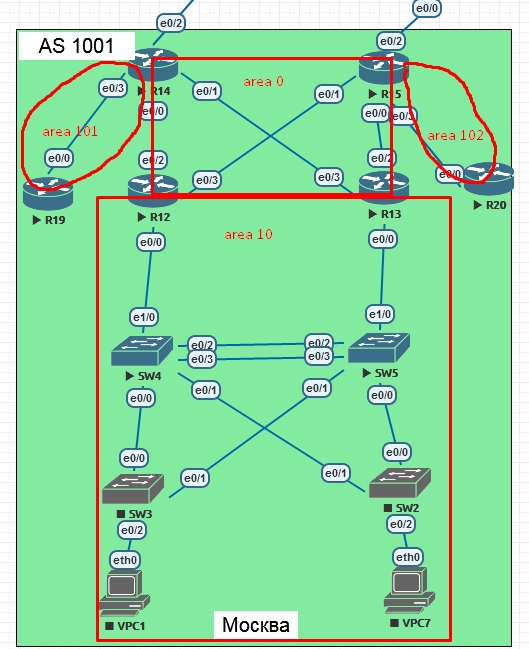 e0/0
e0/2
AS 1001
e0/2
R14
area 0
R15
e0/3
e0/1
e0/1
area 101
e0/0
e0/0
e0/3
area 102
e0/0
e0/2
e0/2
e0/0
R19
R12
e0/3
e0/3
R13
R20
e0/0
area 10
e0/0
e1/0
e1/0
e0/2
e0/2
e0/3
e0/3
SW4
SW5
e0/0
e0/1
e0/1
e0/0
e0/0
e0/0
e0/1
e0/1
SW3
SW2
e0/2
e0/2
eth0
eth0
VPC1
Москва
VPC7